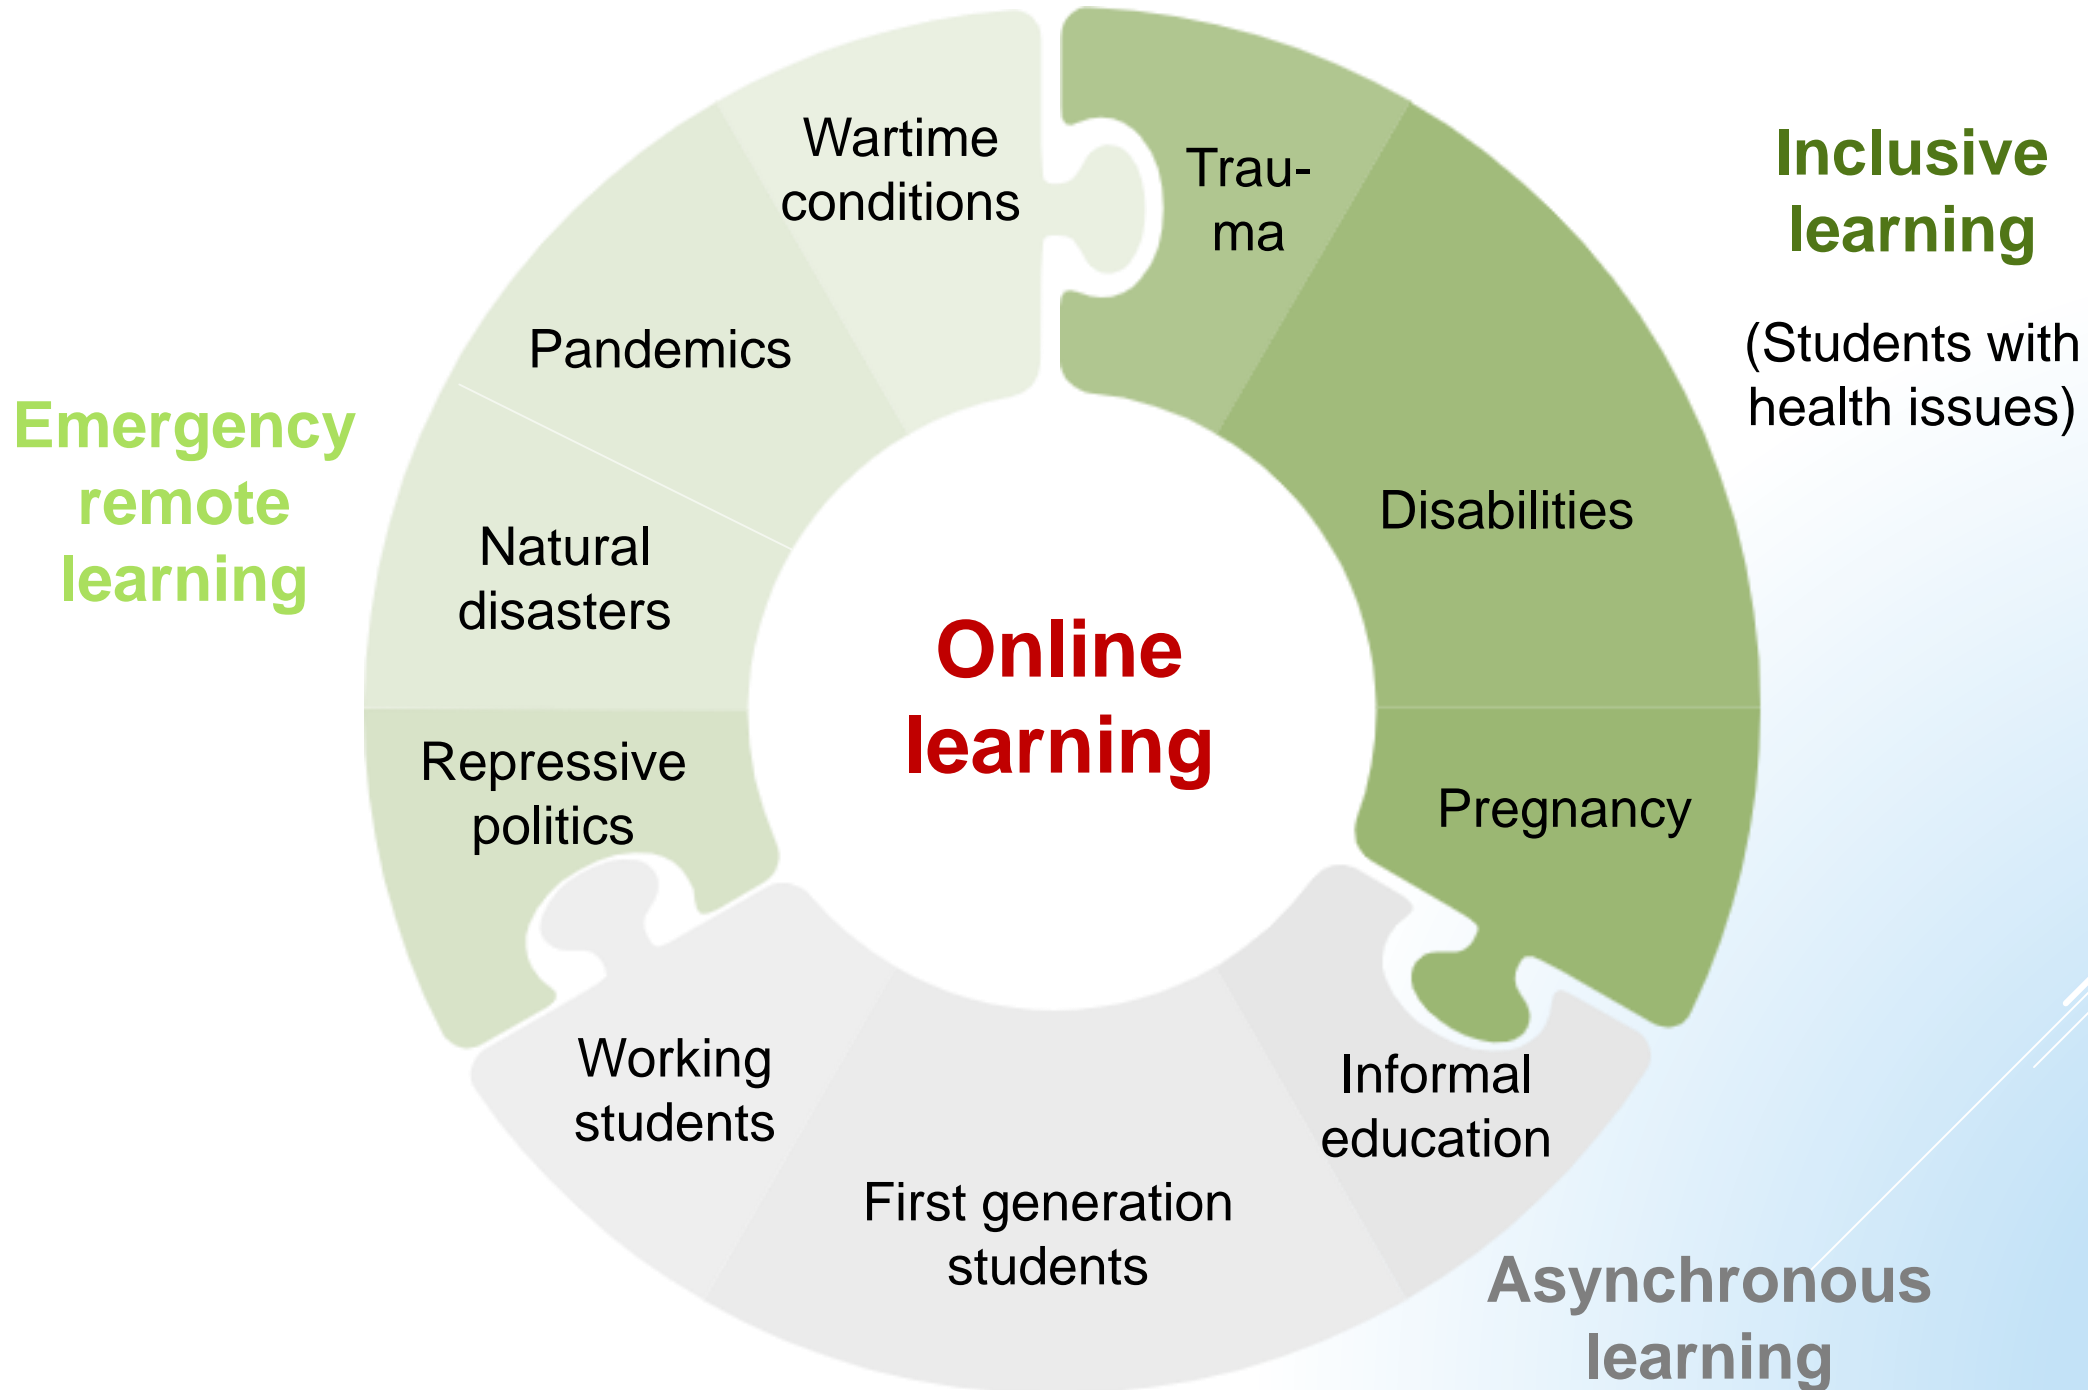 Wartime
conditions
Trau-
ma
Inclusive
learning
(Students with
health issues)
Pandemics
Emergency
remote
learning
Disabilities
Natural
disasters
Online
learning
Repressive
politics
Pregnancy
Working
students
Informal
education
First generation
students
Asynchronous
learning